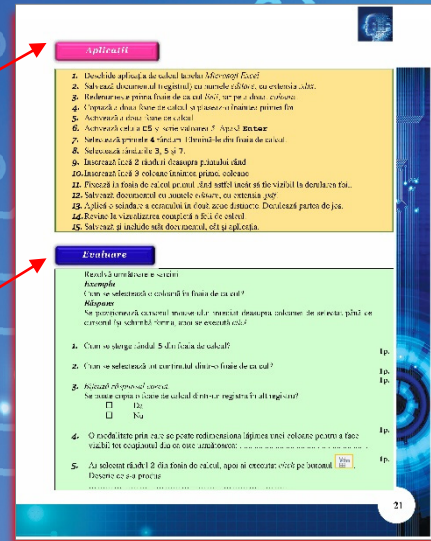 Aplicatii
1. Deschide aplicația de calcul tabelar Microsoft Excel
2. Salvează documentul (registrul) cu numele editare, cu extensia .xlsx.
3. Redenumește prima foaie de calcul pe a doua
4. Copiază a doua foaie de calcul și plaseaz-o înaintea primei foi
5. Activează a doua foaie de calcul
6. Activează celula C5 și scrie valoarea 5. Apasă Enter
7. Selectează primele 4 rânduri. Elimină-le din foaia de calcul.
8. Selectează rândurile 3, 5 și 7.
9. Inserează încă 2 rânduri deasupra primului rând
10. Inserează încă 3 coloane înaintea primei coloane
11. Fixează în foaia de calcul primul rând astfel încât să fie vizibil la derularea foii.
12. Salvează documentul cu numele editare, cu extensia .pdf
13. Aplică o scindare a ecranului în două zone distincte. Derulează partea de jos.
14. Revino la vizualizarea completă a foii de calcul
15. Salvează și închide atât documentul, cât și aplicația.
Evaluare
Rezolvă următoarele sarcini
Exemplu
Cum se selectează o coloană în foaia de calcul?
Răspuns
Se poziționează cursorul mouse-ului imediat deasupra coloanei de selectat, până ce
cursorul își schimbă forma, apoi se execută click
1. Cum se șterge rândul 5 din foaia de calcul?
1p.
2. Cum se selectează tot conținutul dintr-o foaie de calcul?
1p.
3. Bifează răspunsul corect.
1p.
Se poate copia o foaie de calcul dintr-un registru în alt registru?
Da
Nu
4. O modalitate prin care se poate redimensiona lățimea unei coloane pentru a face
1p.
vizibil tot conținutul din ea este următoarea:
5. Ai selectat rândul 2 din foaia de calcul, apoi ai executat click pe butonul
1p.
Descrie ce s-a produs
21